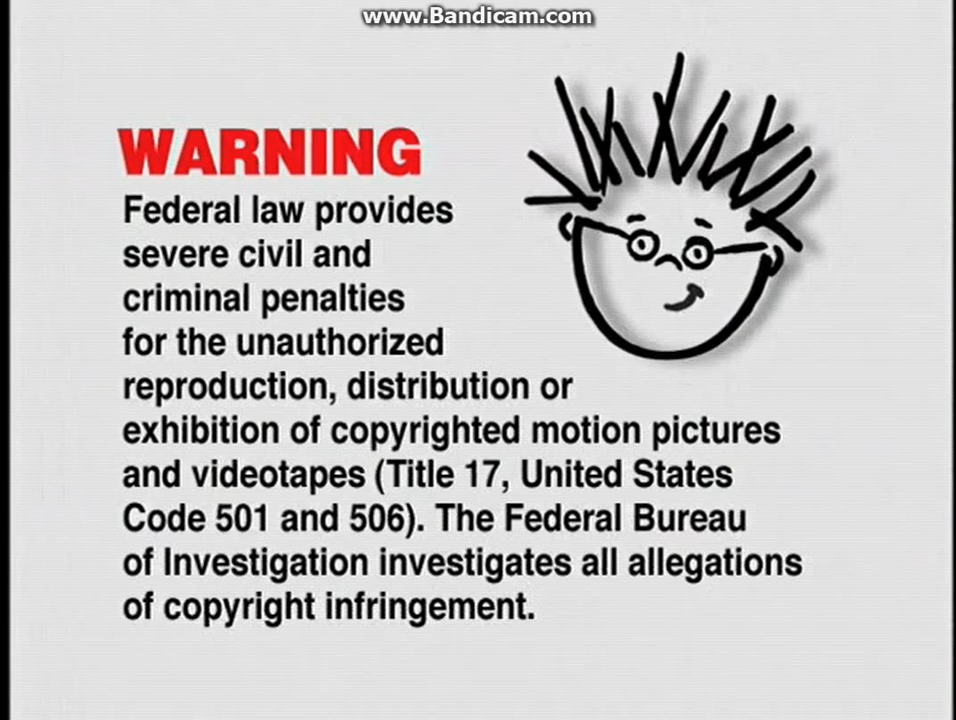 www.Bandicam.com
WARNING
Federal law provides
severe civil and
criminal penalties
for the unauthorized
reproduction, distribution or
exhibition of copyrighted motion pictures
and videotapes (Title 17, United States
Code 501 and 506). The Federal Bureau
of Investigation investigates all allegations
of copyright infringement.